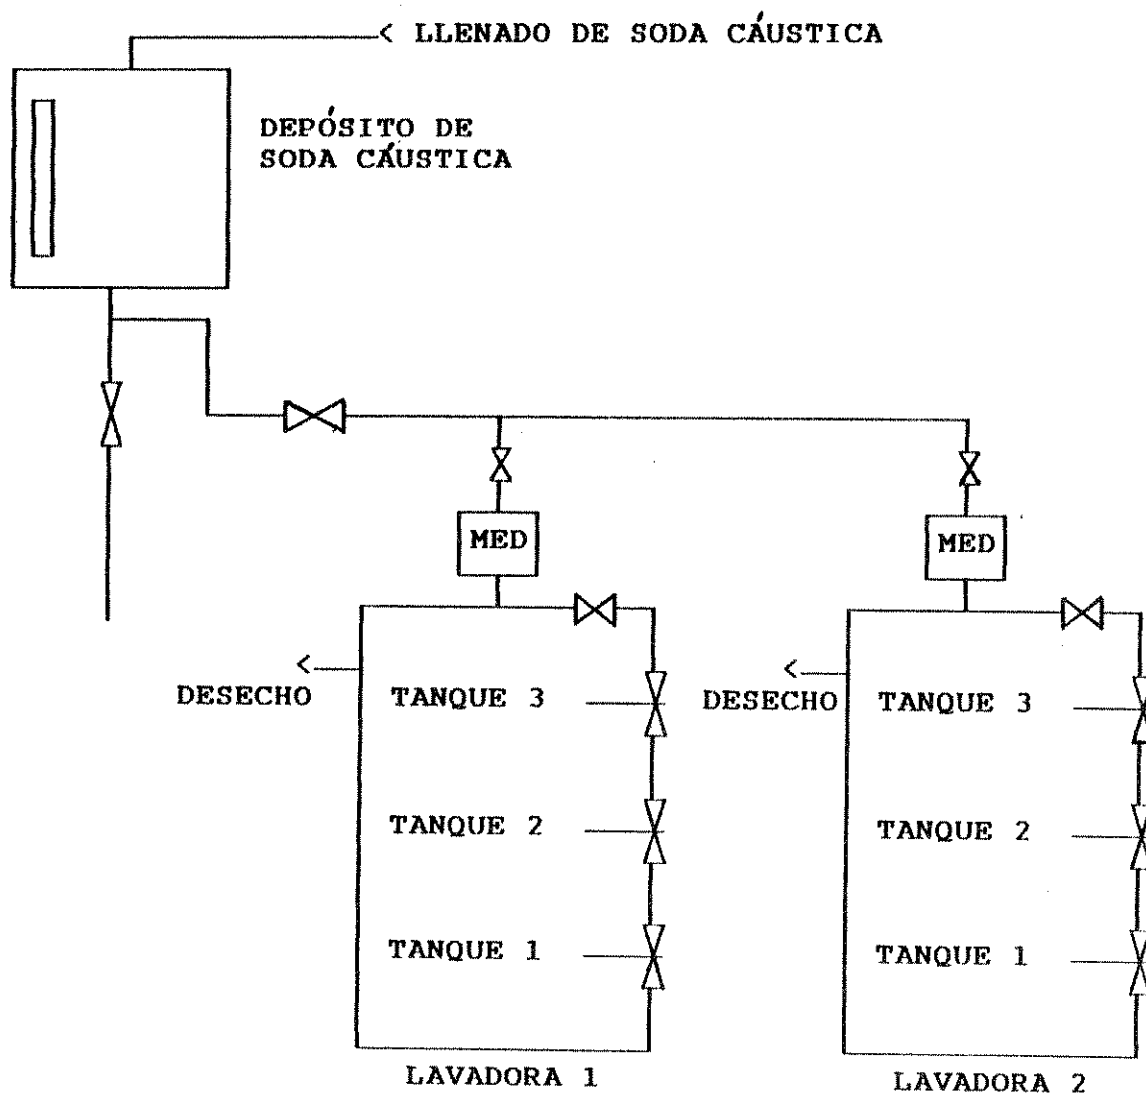 < LLENADO DE SODA CÁUSTICA
DEPÓSITO DE
SODA CÁUSTICA
MED
MED
DESECHO
TANQUE 3
TANQUE 2
TANQUE 1
LAVADORA 1
DESECHO
TANQUE 3
TANQUE 2
TANQUE 1
LAVADORA 2